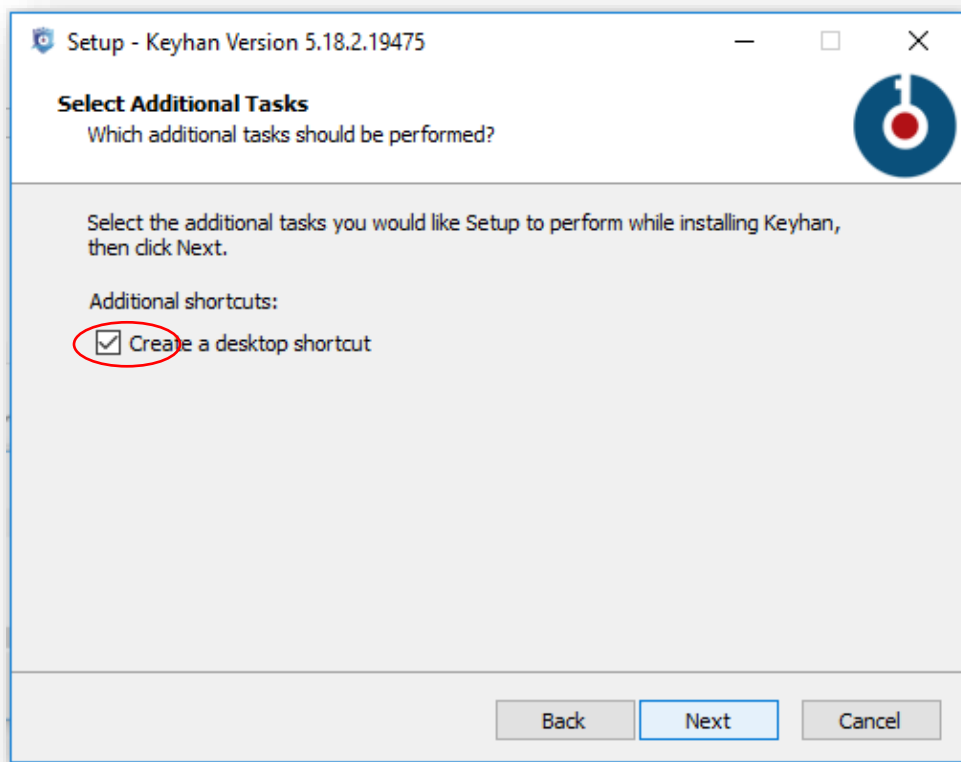 Setup - Keyhan Version 5.18.2.19475
Select Additional Tasks
Which additional tasks should be performed?
Select the additional tasks you would like Setup to perform while installing Keyhan,
then click Next.
Additional shortcuts:
Create a desktop shortcut
Back Next Cancel